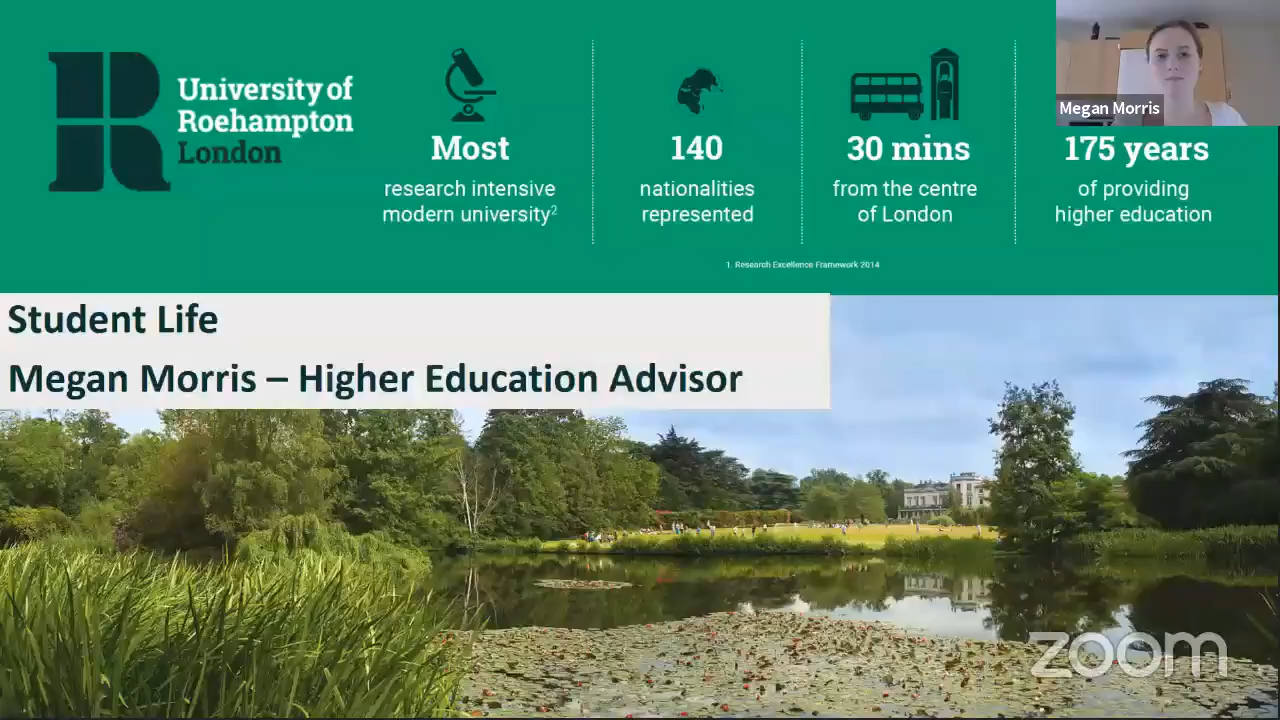 University of
Roehampton
London
Most
research intensive
modern university2
140
nationalities
represented
30 mins
from the centre
of London
Megan Morris
175 years
of providing
higher education
1. Research Excellence Framework 2014
Student Life
Megan Morris – Higher Education Advisor
zoom